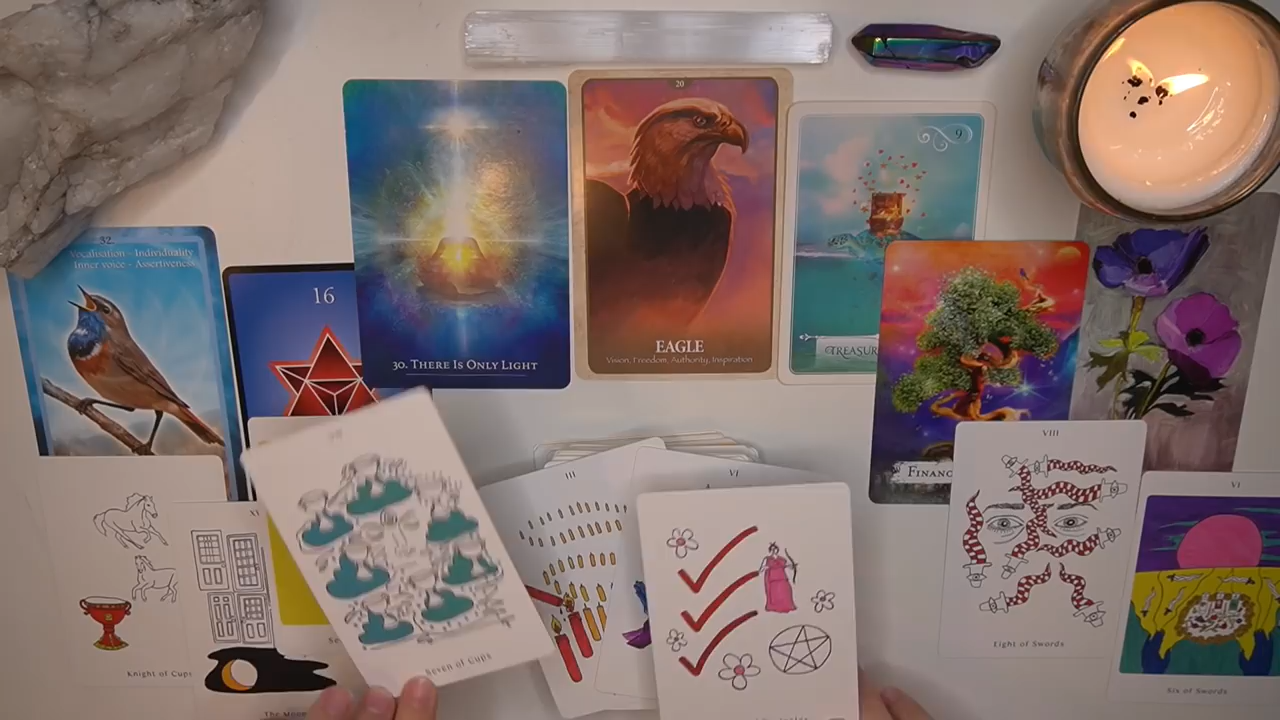 32.
Vocalisation - Individuality
Inner voice - Assertiveness
16
30. There Is Only Light
20
EAGLE
Vision, Freedom, Authority, Inspiration
9
TREASUR
FINANC
Knight of Cups
The Moon
Seven of Cups
III
VI
VIII
Eight of Swords
VI
Six of Swords